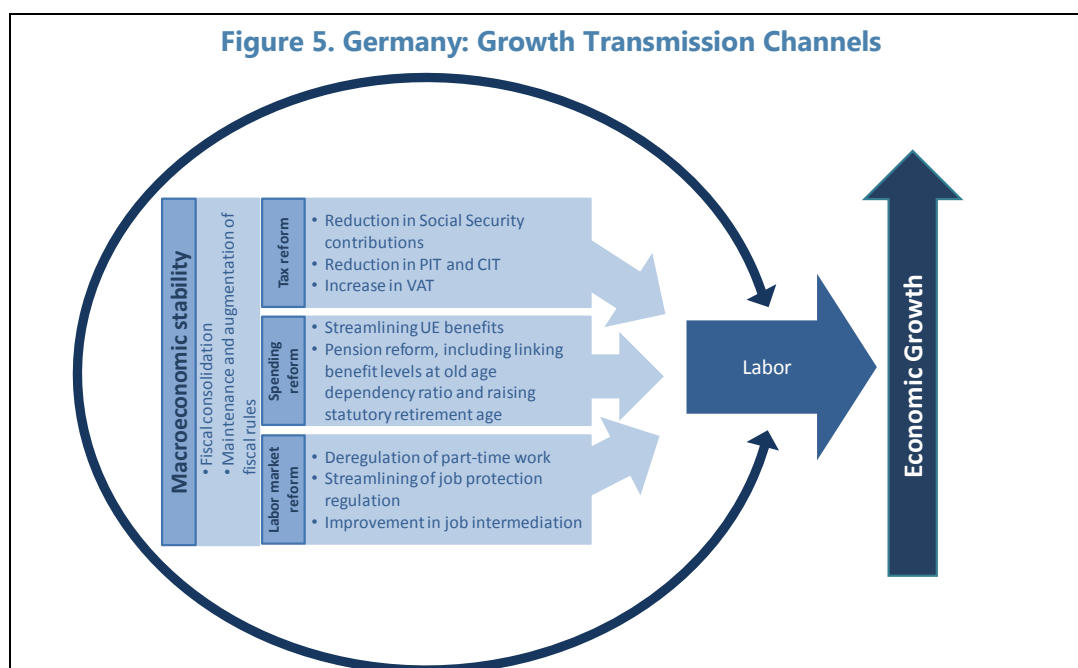 Figure 5. Germany: Growth Transmission Channels
Macroeconomic stability
• Fiscal consolidation
• Maintenance and augmentation of
fiscal rules
Tax reform
• Reduction in Social Security
contributions
• Reduction in PIT and CIT
• Increase in VAT
Spending
reform
• Streamlining UE benefits
• Pension reform, including linking
benefit levels at old age
dependency ratio and raising
statutory retirement age
Labor market
reform
• Deregulation of part-time work
• Streamlining of job protection
regulation
• Improvement in job intermediation
Labor
Economic Growth